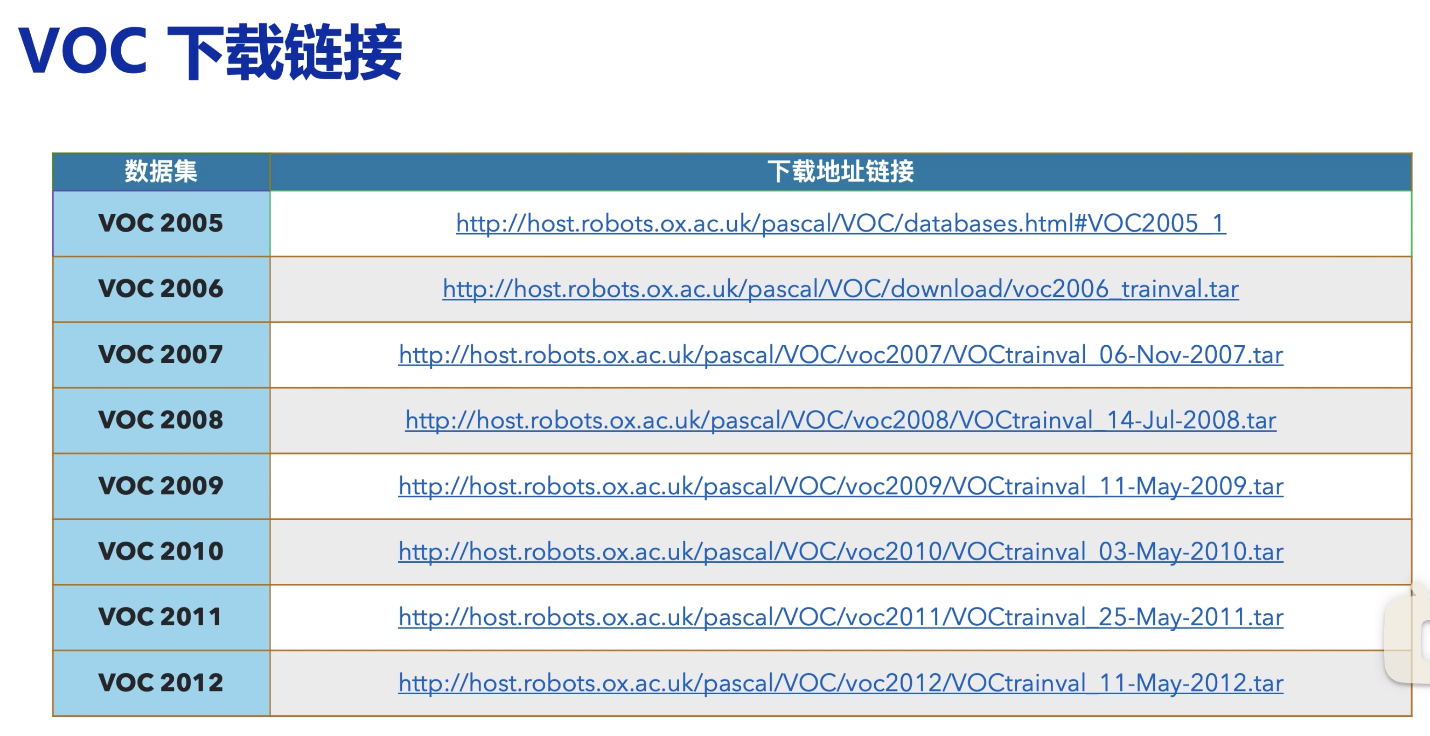 VOC 下载链接
数据集 下载地址链接
VOC 2005 http://host.robots.ox.ac.uk/pascal/VOC/databases.html#VOC2005_1
VOC 2006 http://host.robots.ox.ac.uk/pascal/VOC/download/voc2006_trainval.tar
VOC 2007 http://host.robots.ox.ac.uk/pascal/VOC/voc2007/VOCtrainval_06-Nov-2007.tar
VOC 2008 http://host.robots.ox.ac.uk/pascal/VOC/voc2008/VOCtrainval_14-Jul-2008.tar
VOC 2009 http://host.robots.ox.ac.uk/pascal/VOC/voc2009/VOCtrainval_11-May-2009.tar
VOC 2010 http://host.robots.ox.ac.uk/pascal/VOC/voc2010/VOCtrainval_03-May-2010.tar
VOC 2011 http://host.robots.ox.ac.uk/pascal/VOC/voc2011/VOCtrainval_25-May-2011.tar
VOC 2012 http://host.robots.ox.ac.uk/pascal/VOC/voc2012/VOCtrainval_11-May-2012.tar